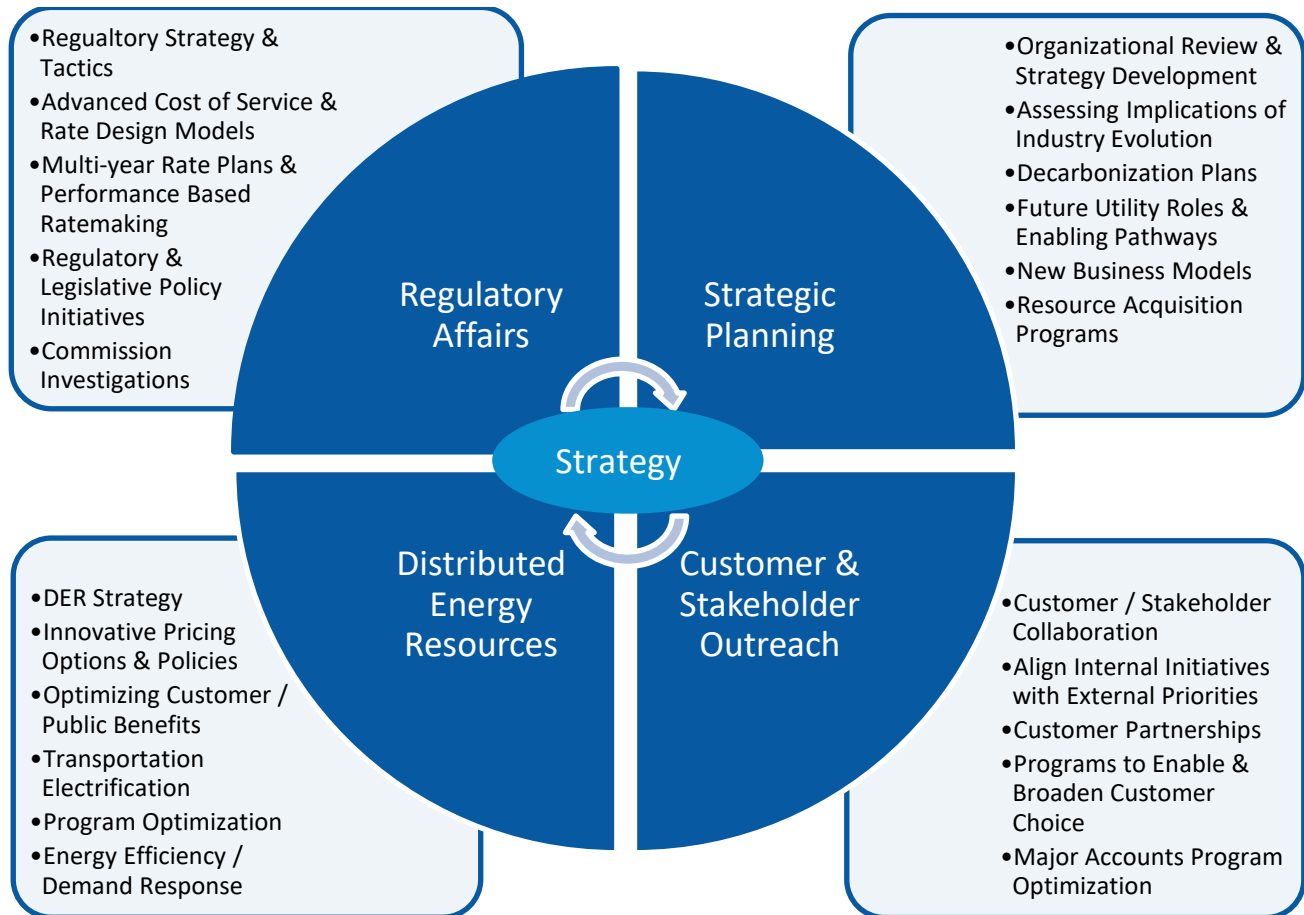 •Regualtory Strategy &
Tactics
•Advanced Cost of Service &
Rate Design Models
•Multi-year Rate Plans &
Performance Based
Ratemaking
•Regulatory &
Legislative Policy
Initiatives
•Commission
Investigations
•Organizational Review &
Strategy Development
•Assessing Implications of
Industry Evolution
•Decarbonization Plans
•Future Utility Roles &
Enabling Pathways
•New Business Models
•Resource Acquisition
Programs
Regulatory
Affairs
Strategic
Planning
Strategy
Distributed
Energy
Resources
Customer &
Stakeholder
Outreach
•DER Strategy
•Innovative Pricing
Options & Policies
•Optimizing Customer /
Public Benefits
•Transportation
Electrification
•Program Optimization
•Energy Efficiency /
Demand Response
•Customer / Stakeholder
Collaboration
•Align Internal Initiatives
with External Priorities
•Customer Partnerships
•Programs to Enable &
Broaden Customer
Choice
•Major Accounts Program
Optimization